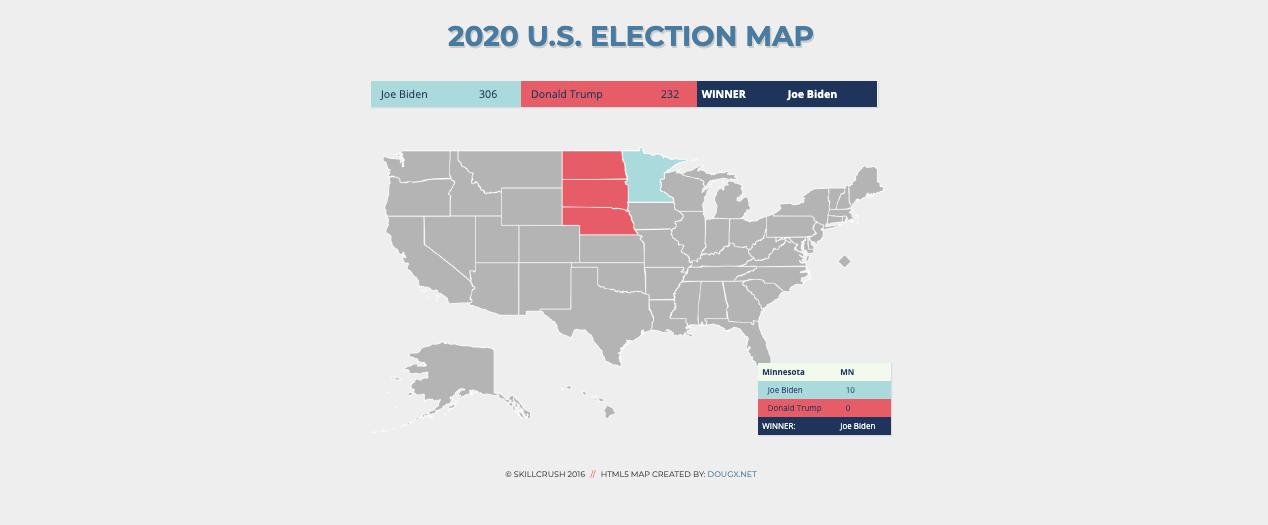 2020 U.S. ELECTION MAP
Joe Biden 306 Donald Trump 232 WINNER Joe Biden
Minnesota MN
Joe Biden 10
Donald Trump 0
WINNER: Joe Biden
© SKILLCRUSH 2016 // HTML5 MAP CREATED BY: DOUGX.NET